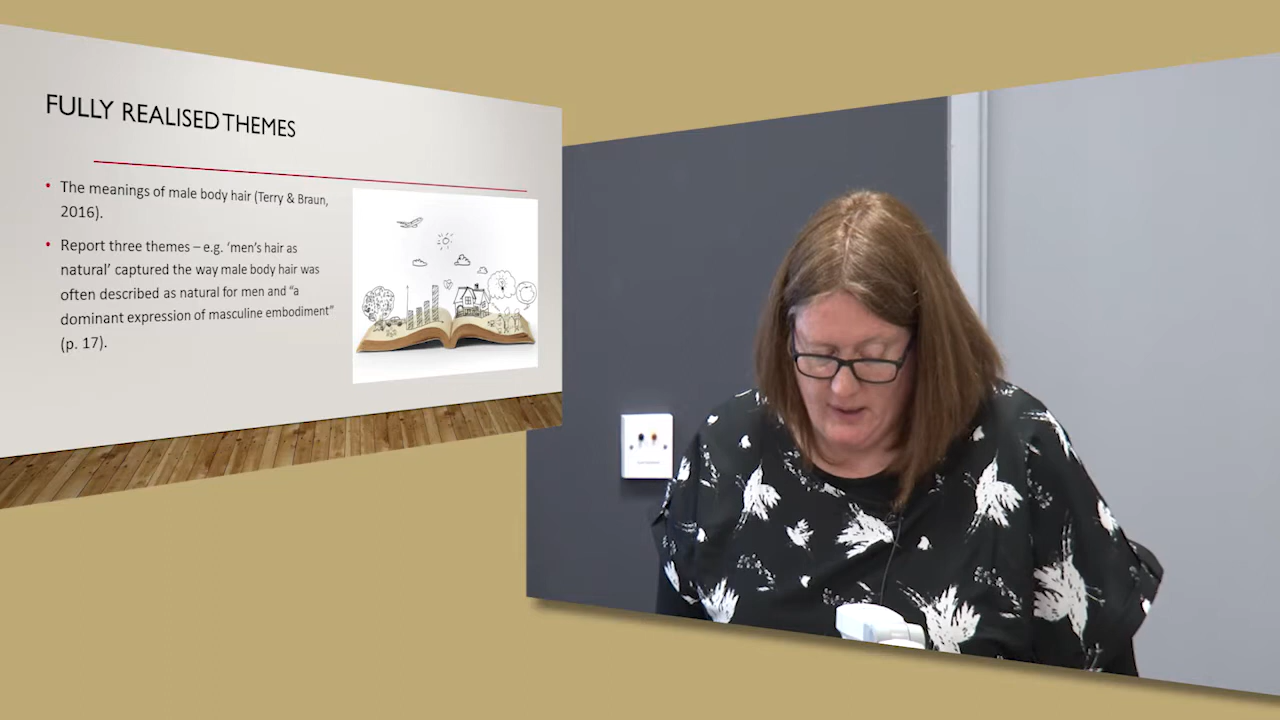 FULLY REALISED THEMES
• The meanings of male body hair (Terry & Braun,
2016).
• Report three themes – e.g. ‘men’s hair as
natural’ captured the way male body hair was
often described as natural for men and “a
dominant expression of masculine embodiment”
(p. 17).